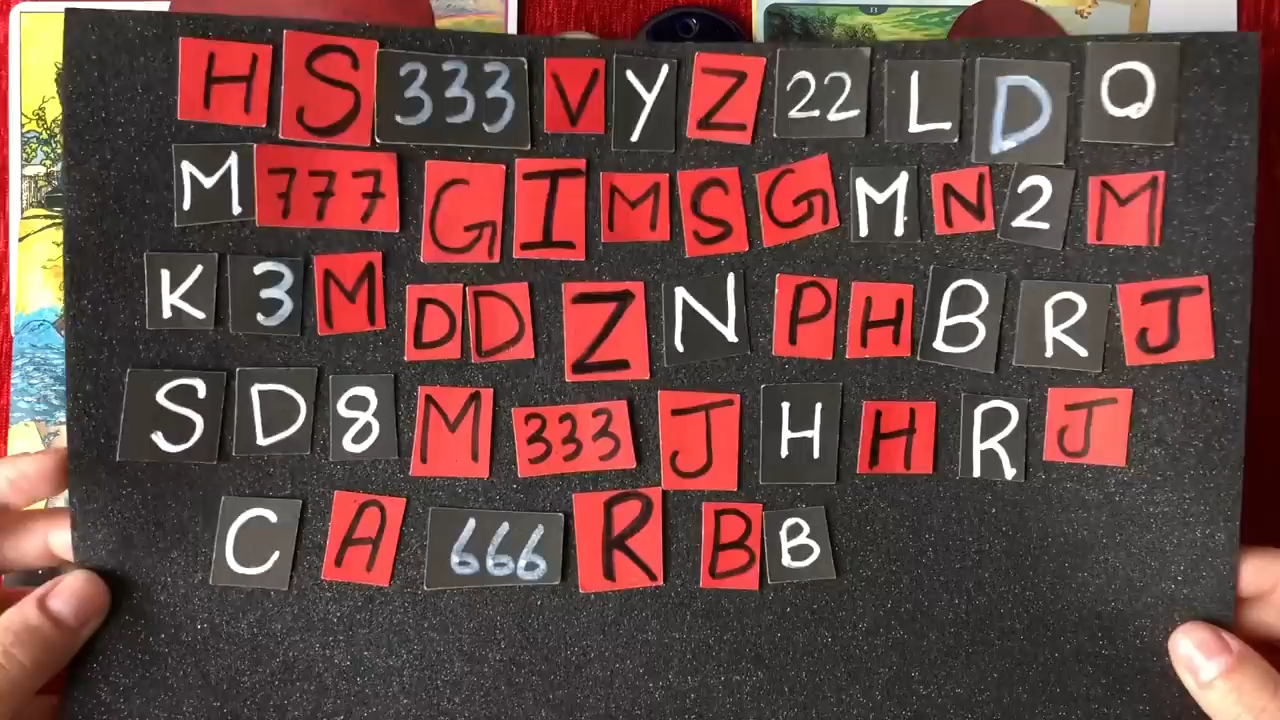 H S 333 V Y Z 22 L D Q
M 777 G I M S G M N 2 M
K 3 M D D Z N P H B R J
S D 8 M 333 J H H R J
C A 666 R B B